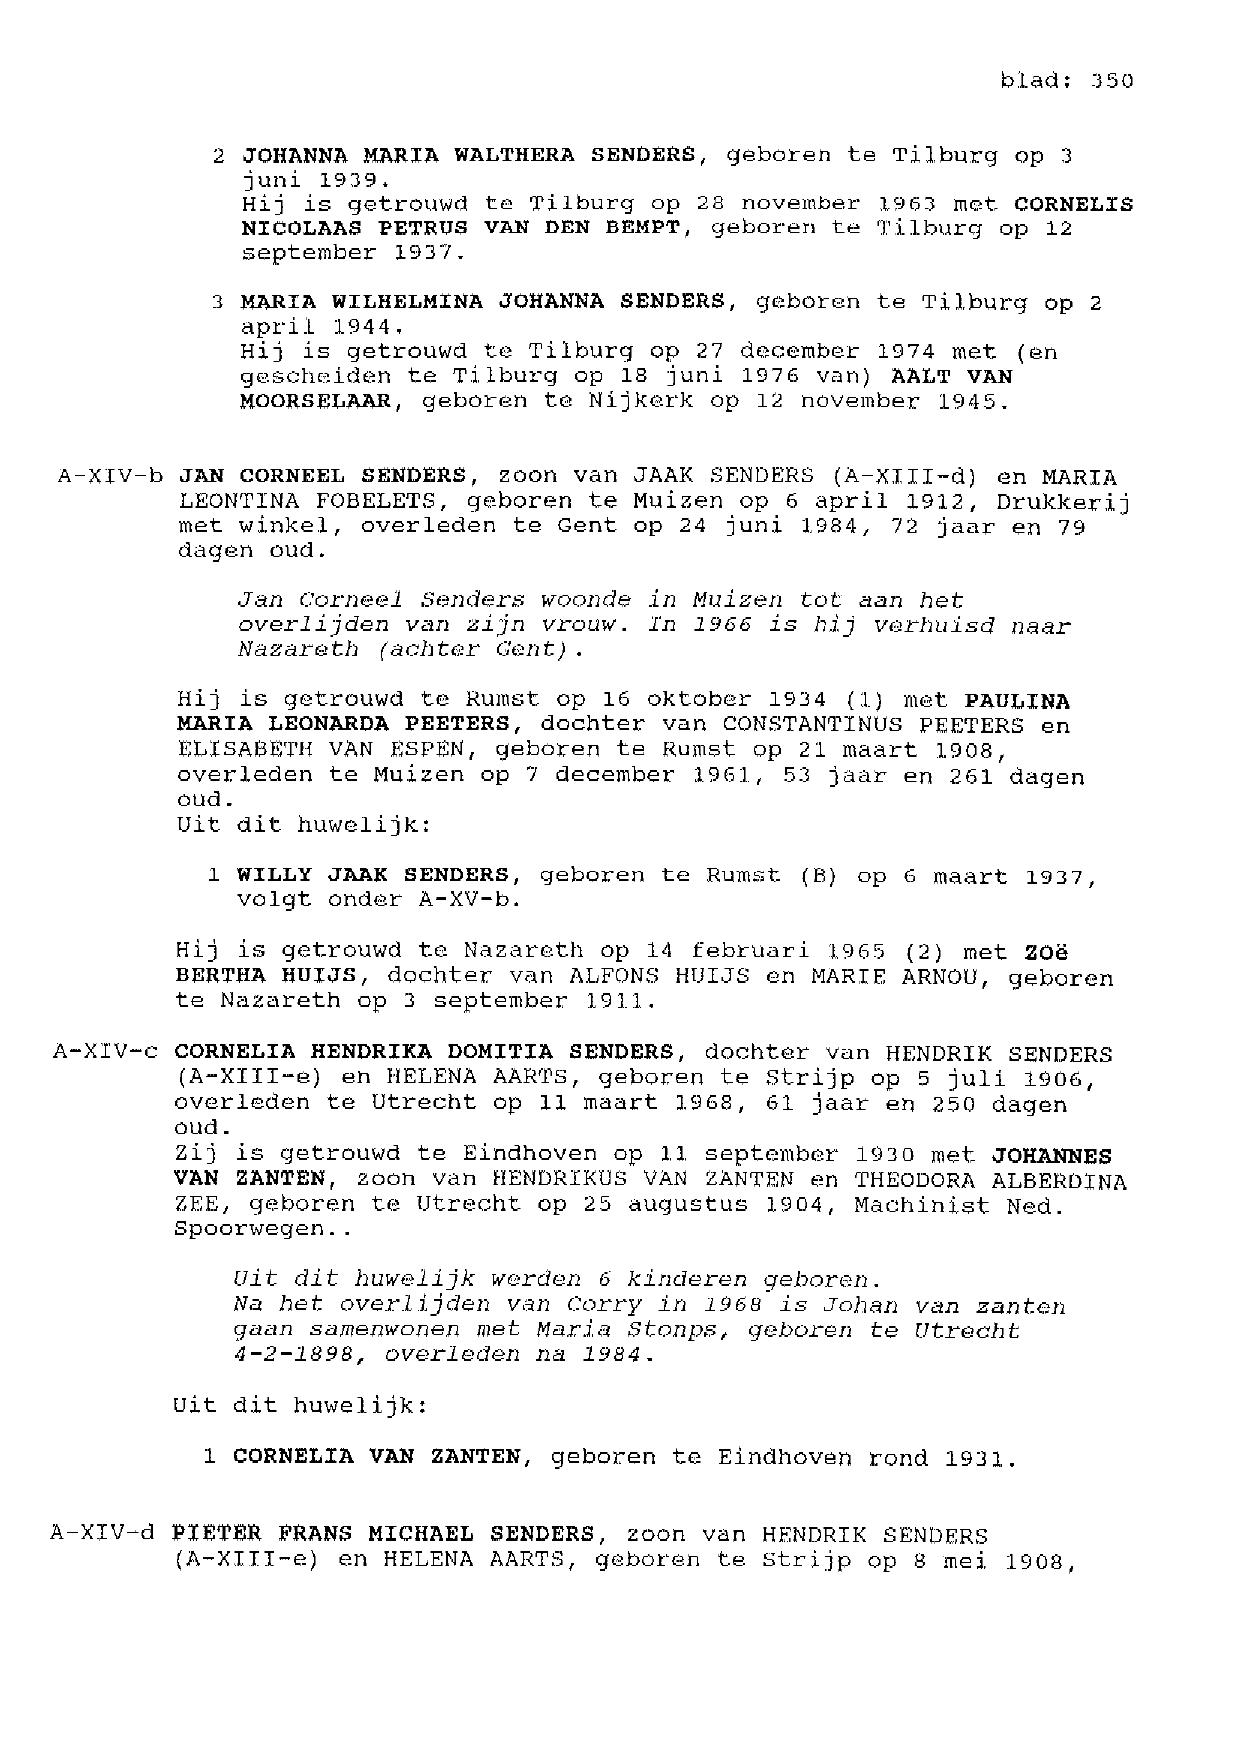 blad: 350
2 JOHANNA MARIA WALTHERA SENDERS, geboren te Tilburg op 3
juni 1939.
Hij is getrouwd te Tilburg op 28 november 1963 met CORNELIS
NICOLAAS PETRUS VAN DEN BEMPT, geboren te Tilburg op 12
september 1937.
3 MARIA WILHELMINA JOHANNA SENDERS, geboren te Tilburg op 2
april 1944.
Hij is getrouwd te Tilburg op 27 december 1974 met (en
gescheiden te Tilburg op 18 juni 1976 van) AALT VAN
MOORSELAAR, geboren te Nijkerk op 12 november 1945.
A-XIV-b JAN CORNEEL SENDERS, zoon van JAAK SENDERS (A-XIII-d) en MARIA
LEONTINA FOBELETS, geboren te Muizen op 6 april 1912, Drukkerij
met winkel, overleden te Gent op 24 juni 1984, 72 jaar en 79
dagen oud.
Jan Corneel Senders woonde in Muizen tot aan het
overlijden van zijn vrouw. In 1966 is hij verhuisd naar
Nazareth (achter Gent).
Hij is getrouwd te Rumst op 16 oktober 1934 (1) met PAULINA
MARIA LEONARDA PEETERS, dochter van CONSTANTINUS PEETERS en
ELISABETH VAN ESPEN, geboren te Rumst op 21 maart 1908,
overleden te Muizen op 7 december 1961, 53 jaar en 261 dagen
oud.
Uit dit huwelijk:
1 WILLY JAAK SENDERS, geboren te Rumst (B) op 6 maart 1937,
volgt onder A-XV-b.
Hij is getrouwd te Nazareth op 14 februari 1965 (2) met ZOë
BERTHA HUIJS, dochter van ALFONS HUIJS en MARIE ARNOU, geboren
te Nazareth op 3 september 1911.
A-XIV-c CORNELIA HENDRIKA DOMITIA SENDERS, dochter van HENDRIK SENDERS
(A-XIII-e) en HELENA AARTS, geboren te Strijp op 5 juli 1906,
overleden te Utrecht op 11 maart 1968, 61 jaar en 250 dagen
oud.
Zij is getrouwd te Eindhoven op 11 september 1930 met JOHANNES
VAN ZANTEN, zoon van HENDRIKUS VAN ZANTEN en THEODORA ALBERDINA
ZEE, geboren te Utrecht op 25 augustus 1904, Machinist Ned.
Spoorwegen..
Uit dit huwelijk werden 6 kinderen geboren.
Na het overlijden van Corry in 1968 is Johan van zanten
gaan samenwonen met Maria Stonps, geboren te Utrecht
4-2-1898, overleden na 1984.
Uit dit huwelijk:
1 CORNELIA VAN ZANTEN, geboren te Eindhoven rond 1931.
A-XIV-d PIETER FRANS MICHAEL SENDERS, zoon van HENDRIK SENDERS
(A-XIII-e) en HELENA AARTS, geboren te Strijp op 8 mei 1908,